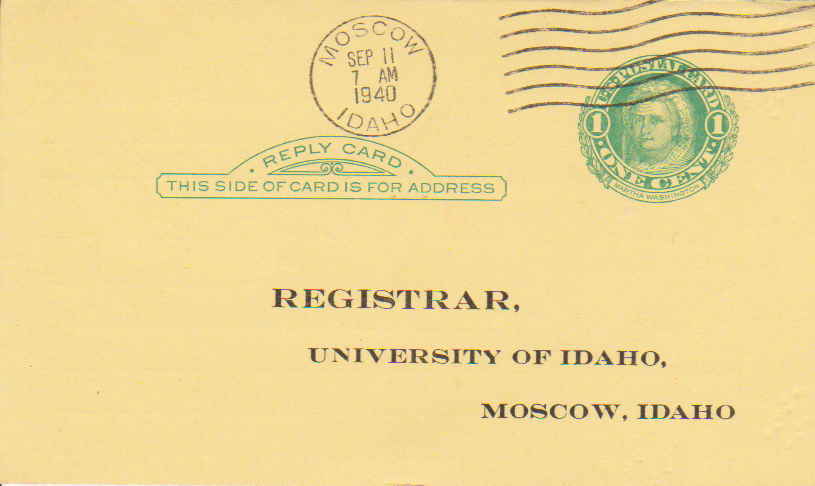 MOSCOW
SEP 11
7 AM
1940
IDAHO
U.S. POSTAL CARD
1 1
ONE CENT
MARTHA WASHINGTON
REPLY CARD
THIS SIDE OF CARD IS FOR ADDRESS
REGISTRAR,
UNIVERSITY OF IDAHO,
MOSCOW, IDAHO